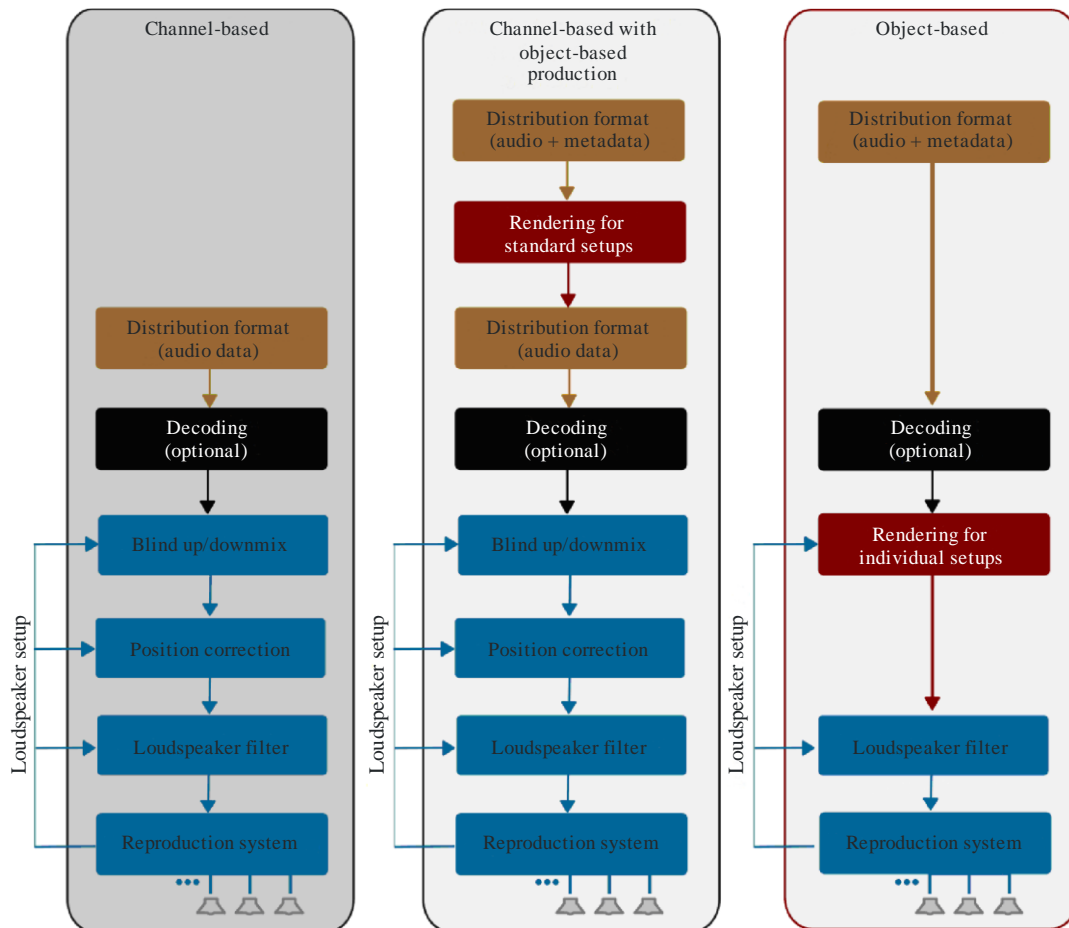 Channel-based
Distribution format
(audio data)
Decoding
(optional)
Blind up/downmix
Position correction
Loudspeaker filter
Reproduction system
Loudspeaker setup
Channel-based with
object-based
production
Distribution format
(audio + metadata)
Rendering for
standard setups
Distribution format
(audio data)
Decoding
(optional)
Blind up/downmix
Position correction
Loudspeaker filter
Reproduction system
Loudspeaker setup
Object-based
Distribution format
(audio + metadata)
Decoding
(optional)
Rendering for
individual setups
Loudspeaker filter
Reproduction system
Loudspeaker setup